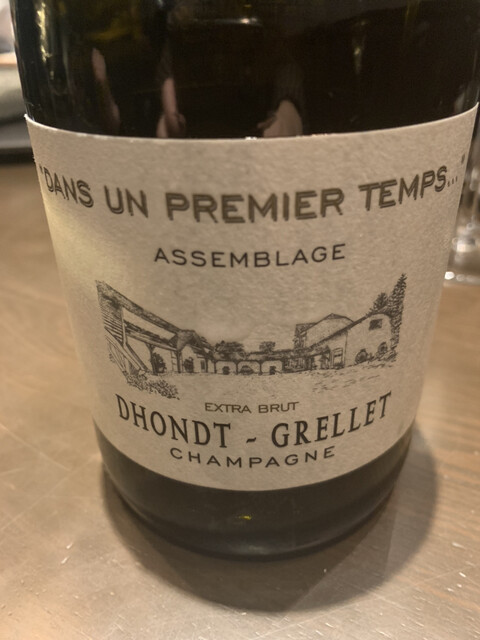 "DANS UN PREMIER TEMPS..."
ASSEMBLAGE
EXTRA BRUT
DHONDT - GRELLET
CHAMPAGNE